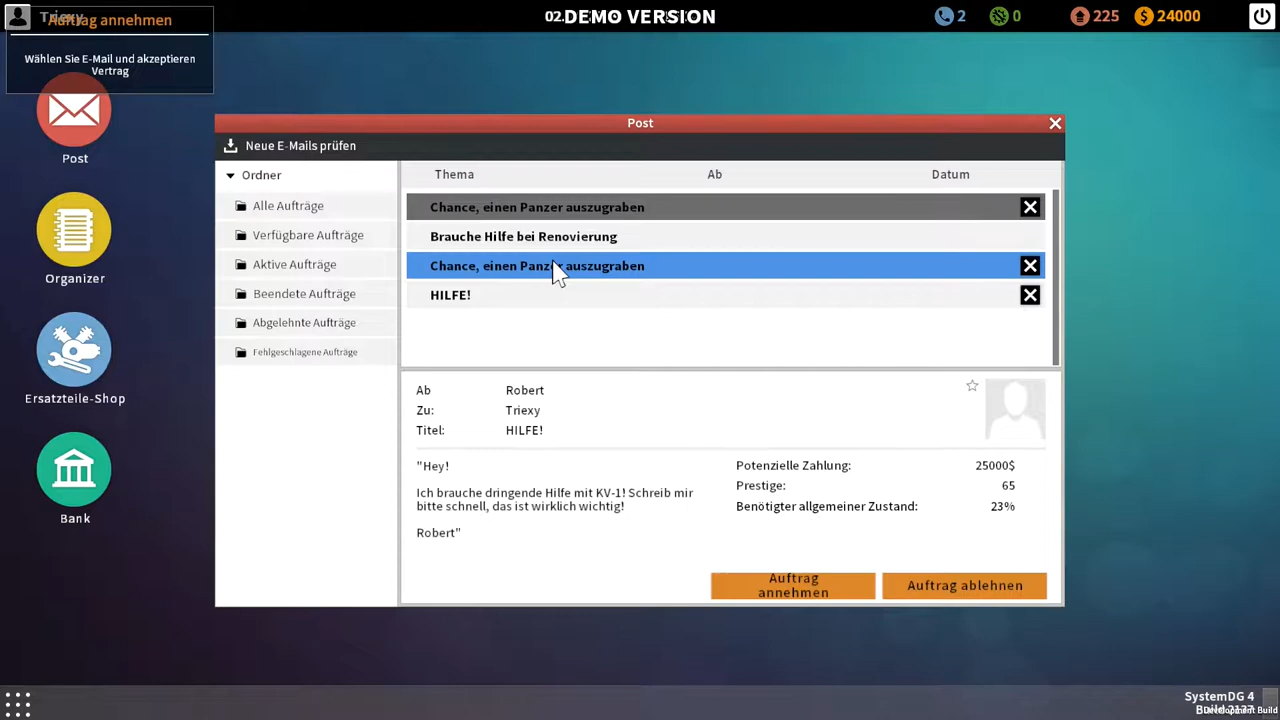 Triexy
Auftrag annehmen
02.
DEMO VERSION
2
0
225
24000
Wählen Sie E-Mail und akzeptieren
Vertrag
Post
Organizer
Ersatzteile-Shop
Bank
Post
Neue E-Mails prüfen
Ordner
Alle Aufträge
Verfügbare Aufträge
Aktive Aufträge
Beendete Aufträge
Abgelehnte Aufträge
Fehlgeschlagene Aufträge
Thema Ab Datum
Chance, einen Panzer auszugraben
Brauche Hilfe bei Renovierung
Chance, einen Panzer auszugraben
HILFE!
Ab Robert
Zu: Triexy
Titel: HILFE!
"Hey!
Ich brauche dringende Hilfe mit KV-1! Schreib mir
bitte schnell, das ist wirklich wichtig!
Robert"
Potenzielle Zahlung: 25000$
Prestige: 65
Benötigter allgemeiner Zustand: 23%
Auftrag
annehmen
Auftrag ablehnen
SystemDG 4
Build 2137
Development Build